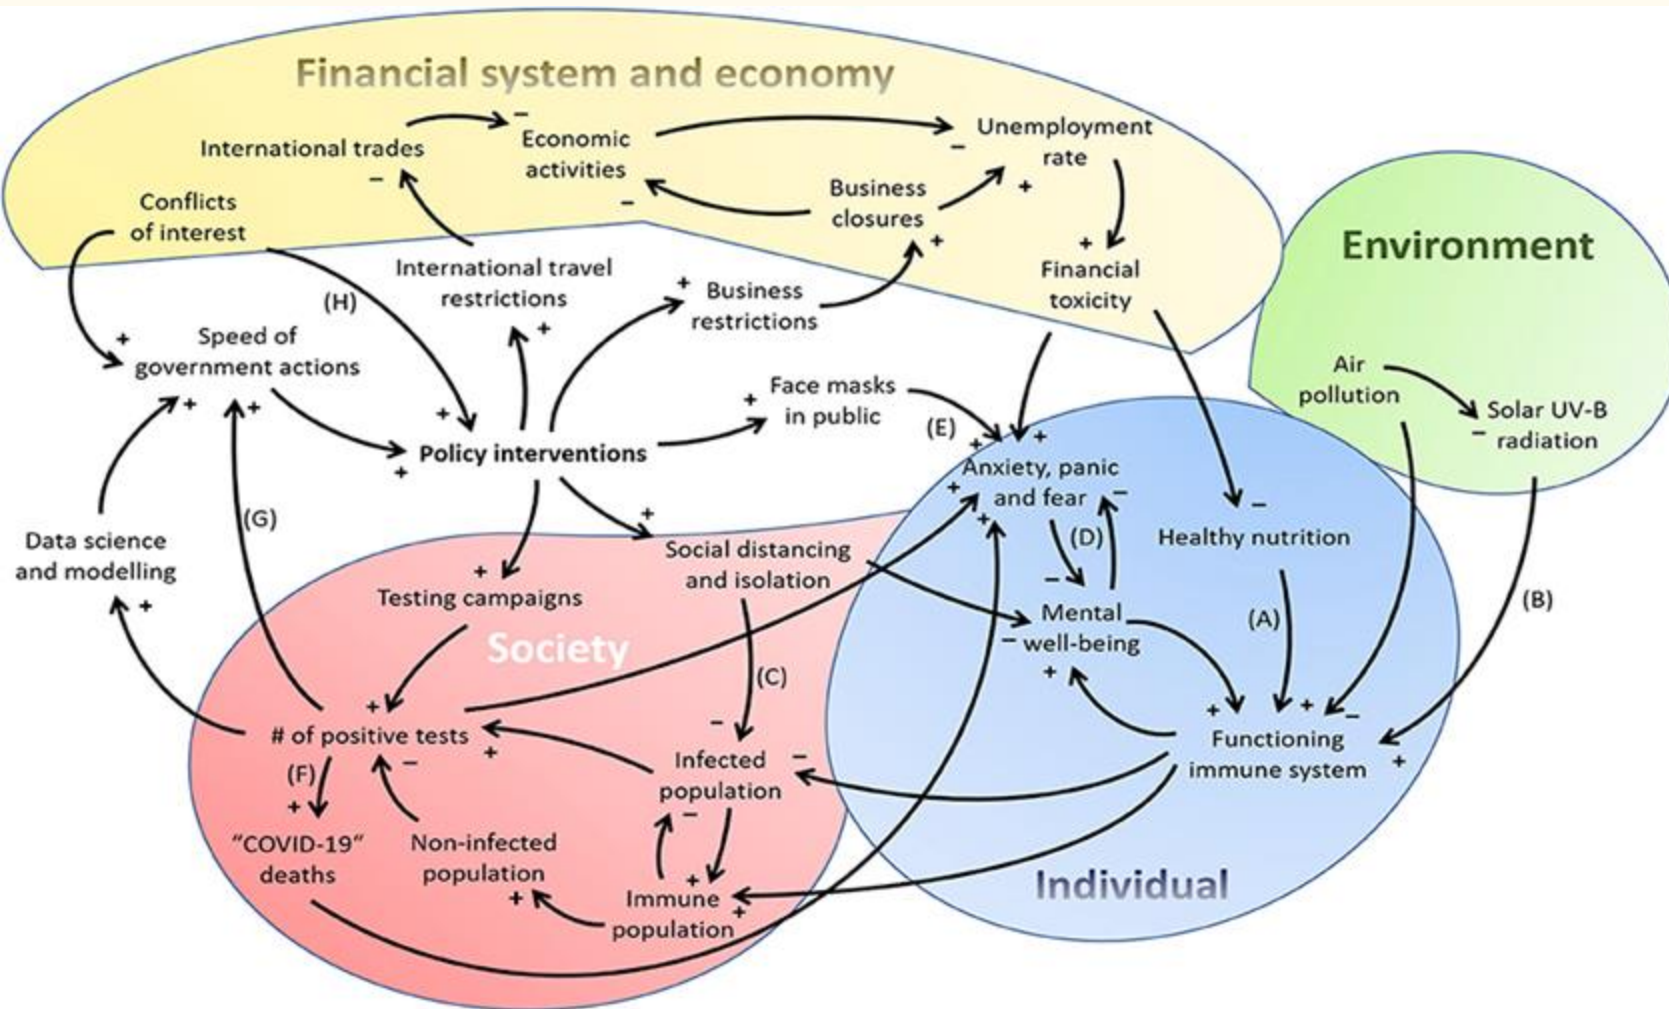 Financial system and economy
International trades
Economic
activities
Unemployment
rate
Conflicts
of interest
Business
closures
International travel
restrictions
Business
restrictions
Financial
toxicity
Environment
(H)
Speed of
government actions
Face masks
in public
Air
pollution
Solar UV-B
radiation
Policy interventions
(E)
Anxiety, panic
and fear
(G)
(D)
Healthy nutrition
Data science
and modelling
Social distancing
and isolation
Testing campaigns
Society
Mental
well-being
(A)
(B)
(C)
# of positive tests
(F)
Infected
population
Functioning
immune system
"COVID-19"
deaths
Non-infected
population
Immune
population
Individual